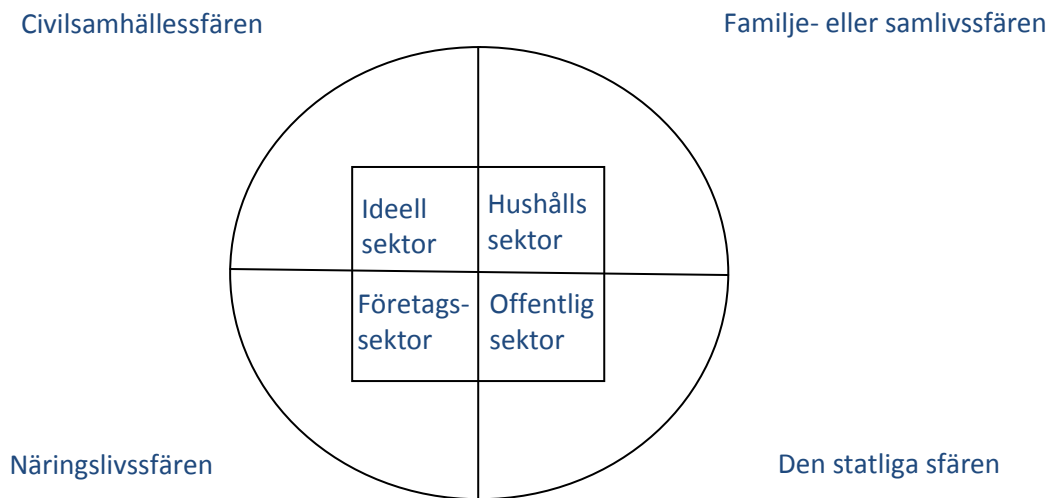 Civilsamhällessfären
Familje- eller samlivssfären
Ideell
sektor
Hushålls
sektor
Företags-
sektor
Offentlig
sektor
Näringslivssfären
Den statliga sfären